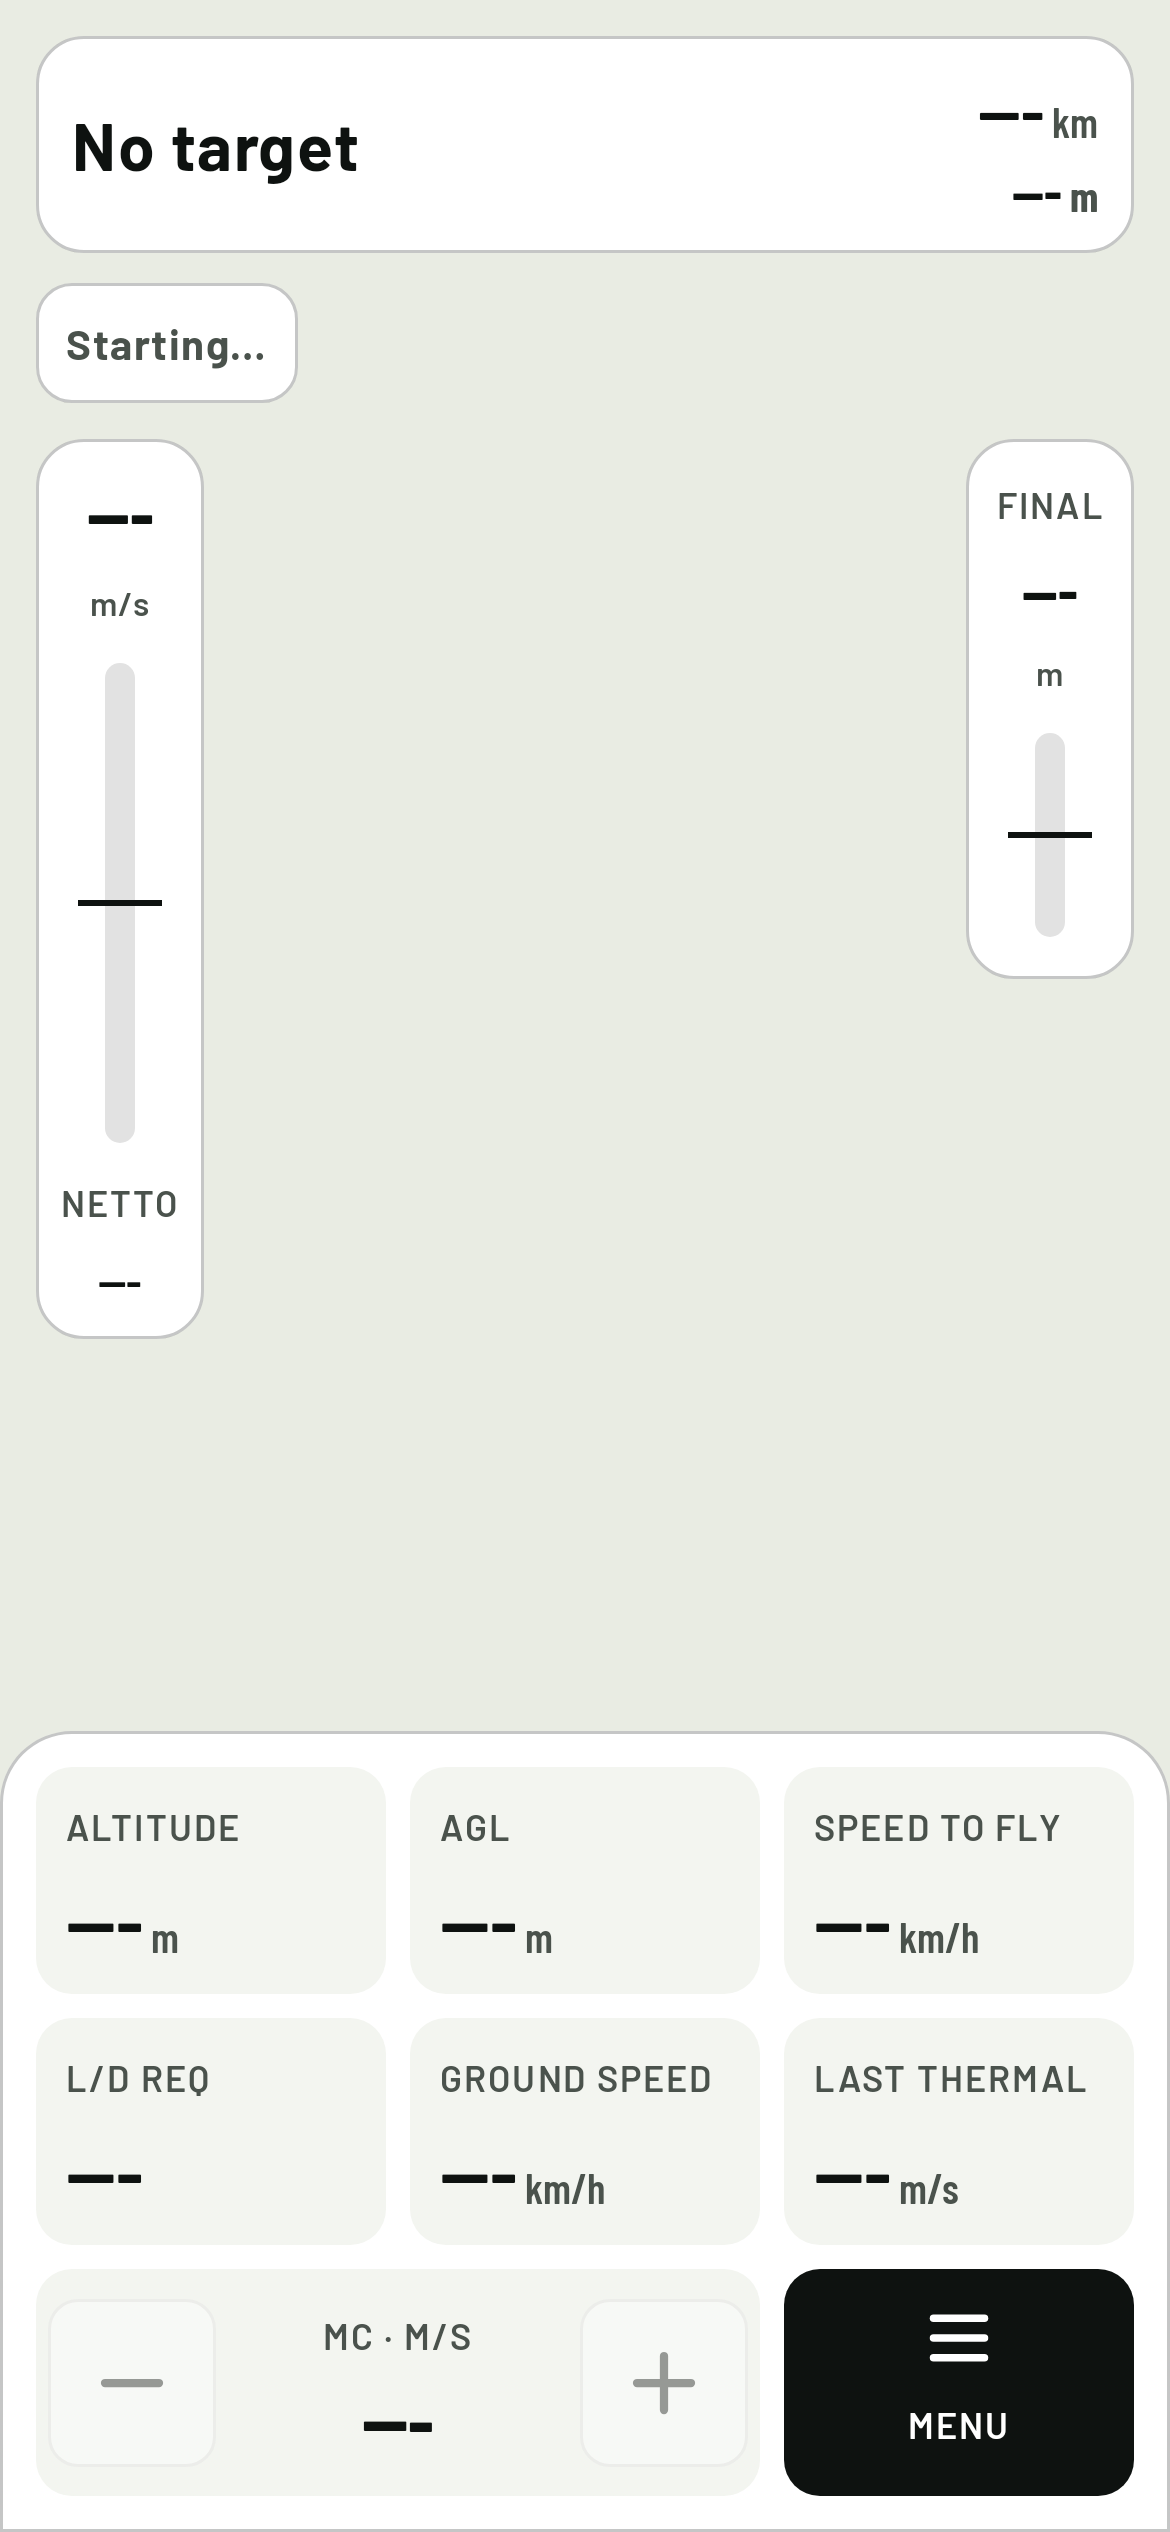 No target
—- km
—- m
Starting...
—-
m/s
FINAL
—-
m
NETTO
—-
ALTITUDE
AGL
SPEED TO FLY
—- m
—- m
—- km/h
L/D REQ
GROUND SPEED
LAST THERMAL
—-
—- km/h
—- m/s
MC · M/S
—-
MENU